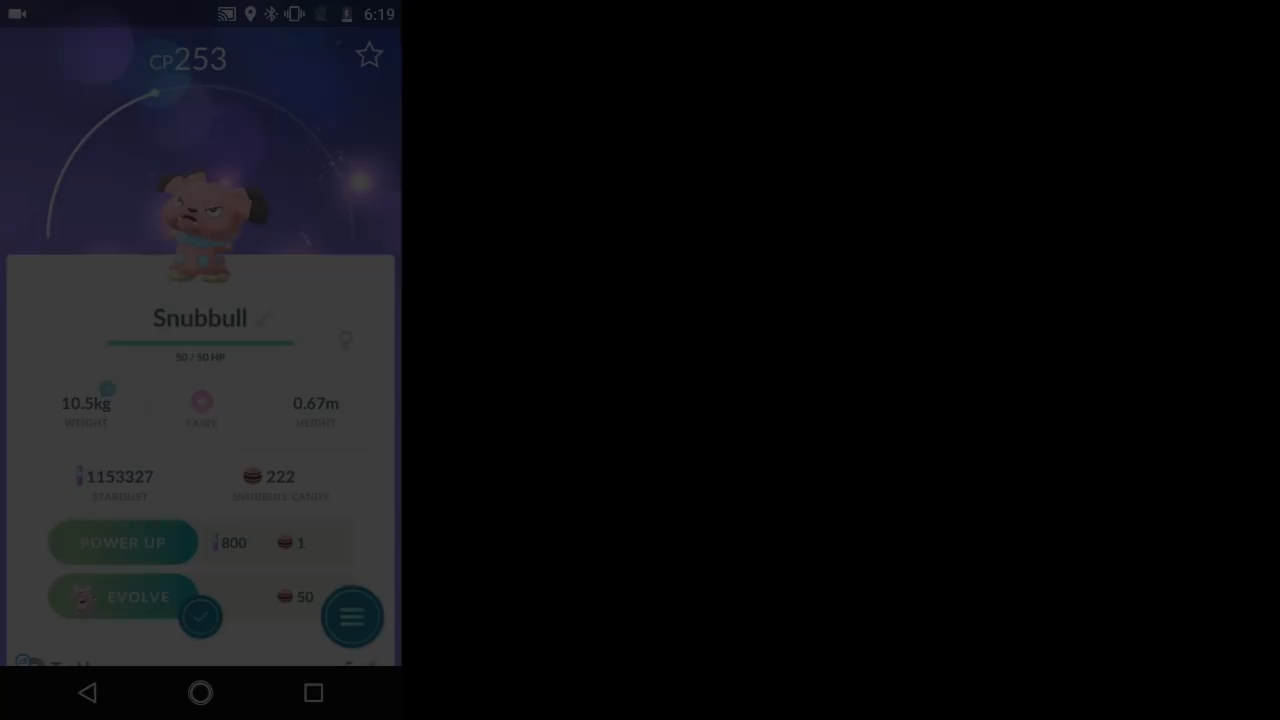 6:19
CP253
Snubbull
50 / 50 HP
10.5kg
0.67m
WEIGHT
FAIRY
HEIGHT
1153327
222
STARDUST
SNUBBULL CANDY
POWER UP
800
1
EVOLVE
50